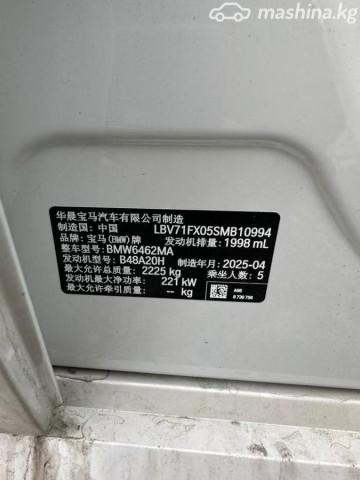 mashina.kg
华晨宝马汽车有限公司制造
制造国:中国 LBV71FX05SMB10994
品牌:宝马(BMW)牌 发动机排量:1998 mL
整车型号:BMW6462MA
发动机型号:B48A20H 制造年月:2025-04
最大允许总质量: 2225 kg 乘坐人数: 5
发动机最大净功率: 221 kW
最大允许牵引质量: -- kg